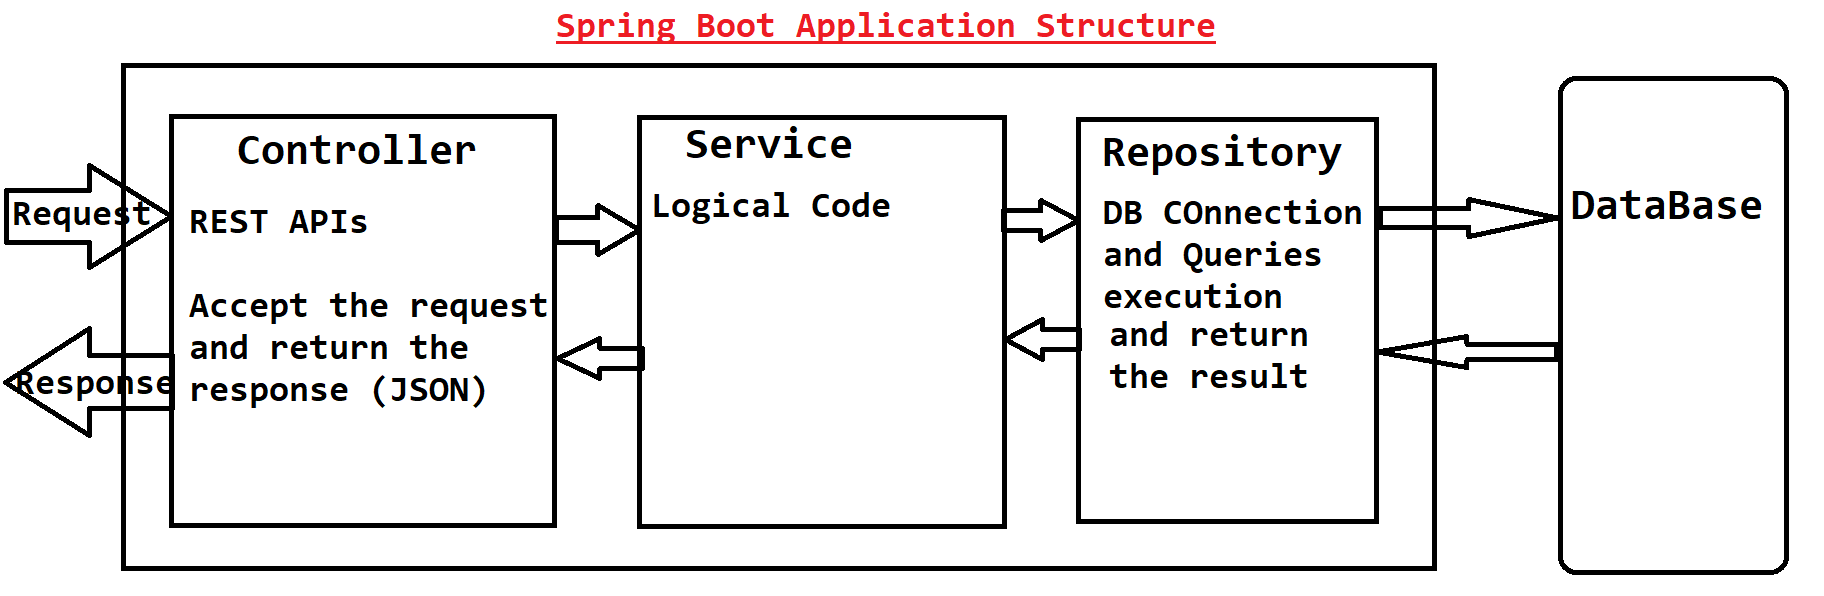 Spring Boot Application Structure
Request
Response
Controller
REST APIs
Accept the request
and return the
response (JSON)
Service
Logical Code
Repository
DB COnnection
and Queries
execution
and return
the result
DataBase